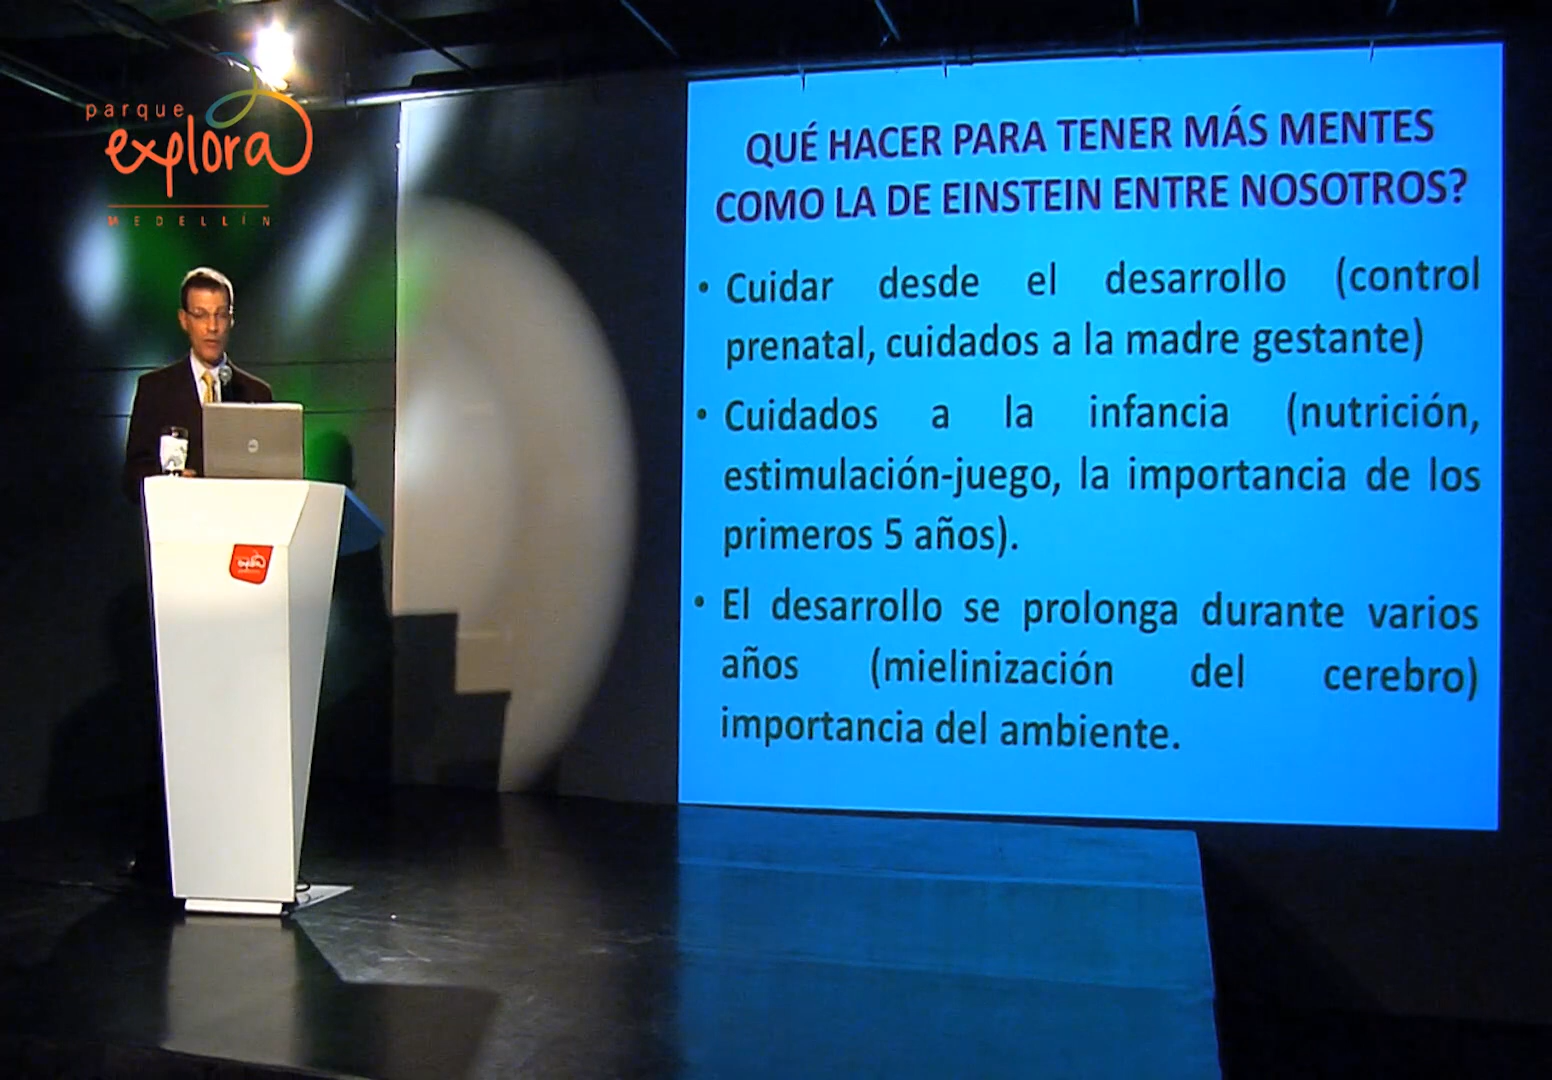 parque
explora
MEDELLÍN
QUÉ HACER PARA TENER MÁS MENTES
COMO LA DE EINSTEIN ENTRE NOSOTROS?
• Cuidar desde el desarrollo (control
prenatal, cuidados a la madre gestante)
• Cuidados a la infancia (nutrición,
estimulación-juego, la importancia de los
primeros 5 años).
• El desarrollo se prolonga durante varios
años (mielinización del cerebro)
importancia del ambiente.